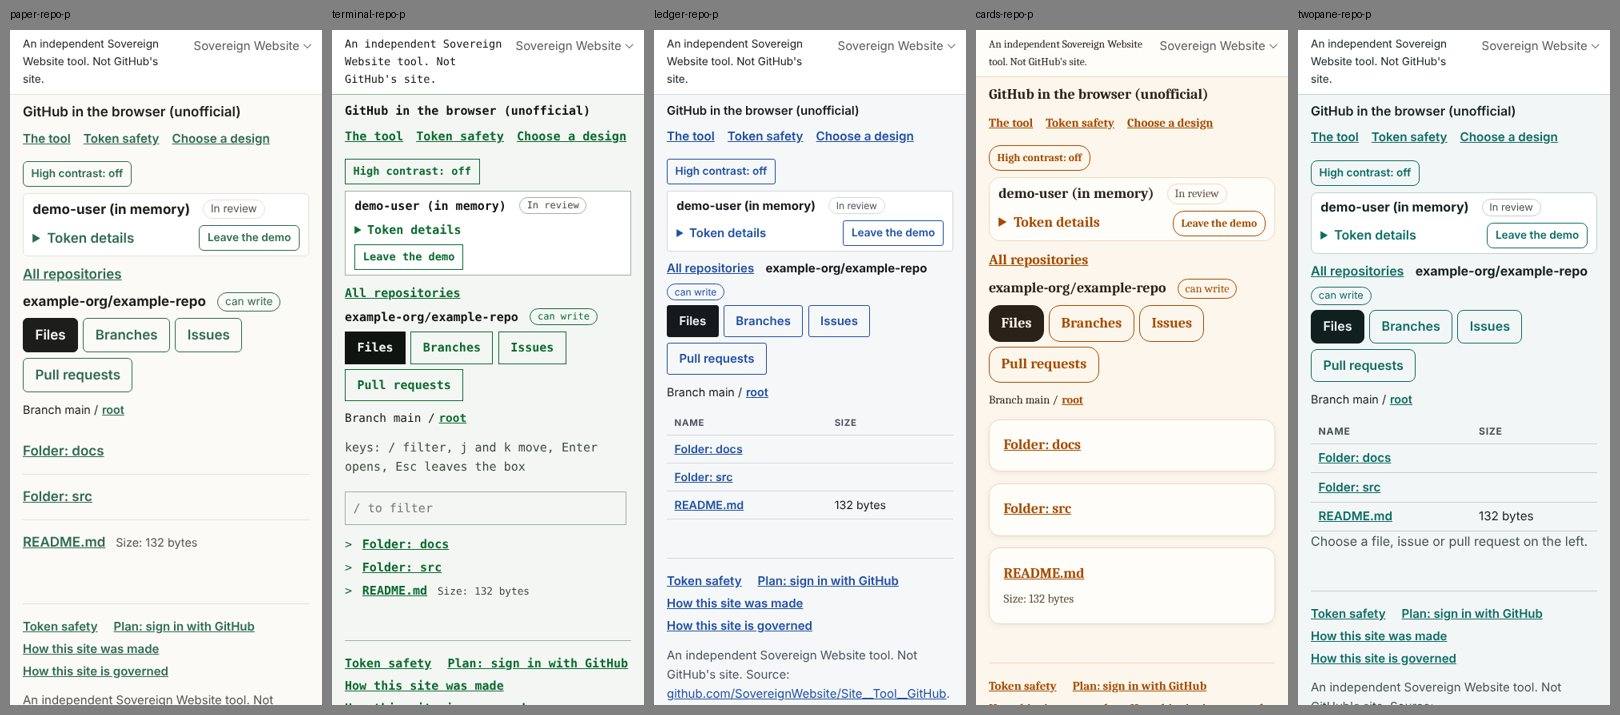 paper-repo-p
An independent Sovereign
Website tool. Not GitHub's
site.
Sovereign Website
GitHub in the browser (unofficial)
The tool Token safety Choose a design
High contrast: off
demo-user (in memory) In review
Token details Leave the demo
All repositories
example-org/example-repo can write
Files Branches Issues
Pull requests
Branch main / root
Folder: docs
Folder: src
README.md Size: 132 bytes
Token safety Plan: sign in with GitHub
How this site was made
How this site is governed
An independent Sovereign Website tool. Not
terminal-repo-p
An independent Sovereign
Website tool. Not
GitHub's site.
Sovereign Website
GitHub in the browser (unofficial)
The tool Token safety Choose a design
High contrast: off
demo-user (in memory) In review
Token details
Leave the demo
All repositories
example-org/example-repo can write
Files Branches Issues
Pull requests
Branch main / root
keys: / filter, j and k move, Enter
opens, Esc leaves the box
/ to filter
> Folder: docs
> Folder: src
> README.md Size: 132 bytes
Token safety Plan: sign in with GitHub
How this site was made
ledger-repo-p
An independent Sovereign
Website tool. Not GitHub's
site.
Sovereign Website
GitHub in the browser (unofficial)
The tool Token safety Choose a design
High contrast: off
demo-user (in memory) In review
Token details Leave the demo
All repositories example-org/example-repo
can write
Files Branches Issues
Pull requests
Branch main / root
NAME SIZE
Folder: docs
Folder: src
README.md 132 bytes
Token safety Plan: sign in with GitHub
How this site was made
How this site is governed
An independent Sovereign Website tool. Not
GitHub's site. Source:
github.com/SovereignWebsite/Site__Tool__GitHub.
cards-repo-p
An independent Sovereign Website
tool. Not GitHub's site.
Sovereign Website
GitHub in the browser (unofficial)
The tool Token safety Choose a design
High contrast: off
demo-user (in memory) In review
Token details Leave the demo
All repositories
example-org/example-repo can write
Files Branches Issues
Pull requests
Branch main / root
Folder: docs
Folder: src
README.md
Size: 132 bytes
Token safety Plan: sign in with GitHub
twopane-repo-p
An independent Sovereign
Website tool. Not GitHub's
site.
Sovereign Website
GitHub in the browser (unofficial)
The tool Token safety Choose a design
High contrast: off
demo-user (in memory) In review
Token details Leave the demo
All repositories example-org/example-repo
can write
Files Branches Issues
Pull requests
Branch main / root
NAME SIZE
Folder: docs
Folder: src
README.md 132 bytes
Choose a file, issue or pull request on the left.
Token safety Plan: sign in with GitHub
How this site was made
How this site is governed
An independent Sovereign Website tool. Not